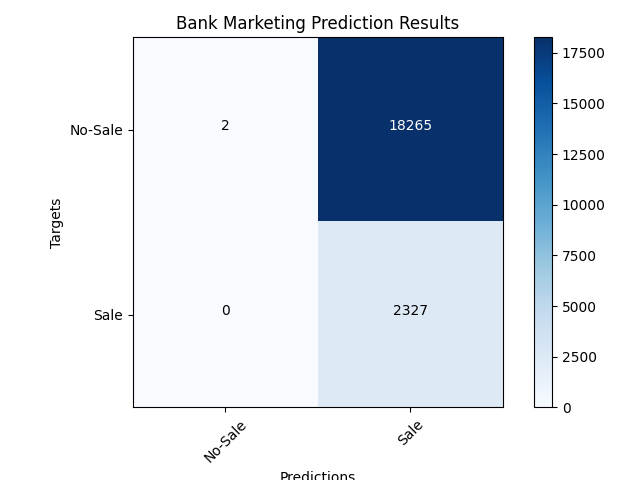 Bank Marketing Prediction Results
No-Sale
2
18265
Sale
0
2327
Targets
No-Sale
Sale
Predictions
17500
15000
12500
10000
7500
5000
2500
0